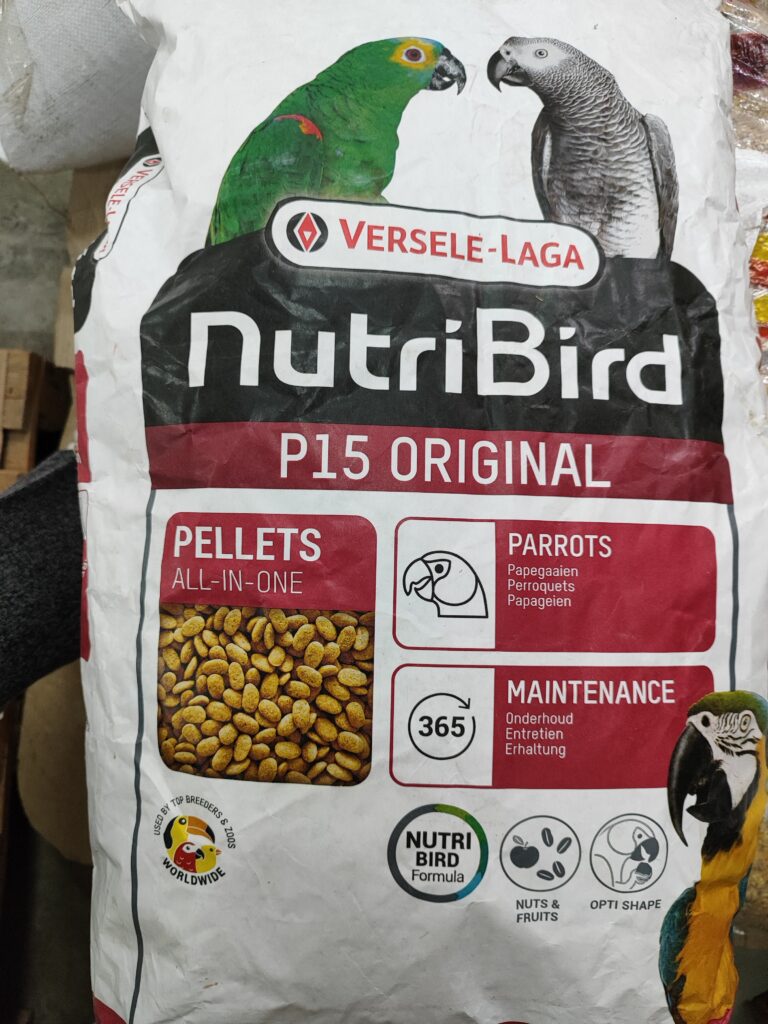 VERSELE-LAGA
NutriBird
P15 ORIGINAL
PELLETS
ALL-IN-ONE
PARROTS
Papegaaien
Perroquets
Papageien
365
MAINTENANCE
Onderhoud
Entretien
Erhaltung
USED BY TOP BREEDERS & ZOOS
WORLDWIDE
NUTRI
BIRD
Formula
NUTS &
FRUITS
OPTI SHAPE